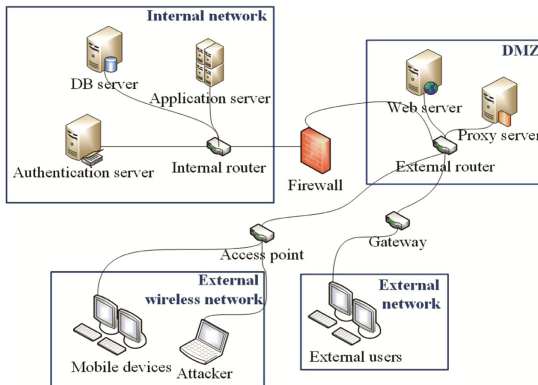 Internal network
DB server
Application server
Authentication server
Internal router
Firewall
DMZ
Web server
Proxy server
External router
Access point
Gateway
External
wireless network
Mobile devices
Attacker
External
network
External users